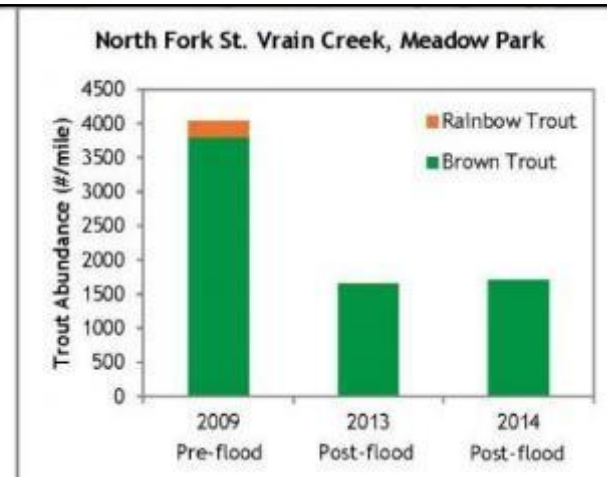 North Fork St. Vrain Creek, Meadow Park
Trout Abundance (#/mile)
4500
4000
3500
3000
2500
2000
1500
1000
500
0
Rainbow Trout
Brown Trout
2009
Pre-flood
2013
Post-flood
2014
Post-flood